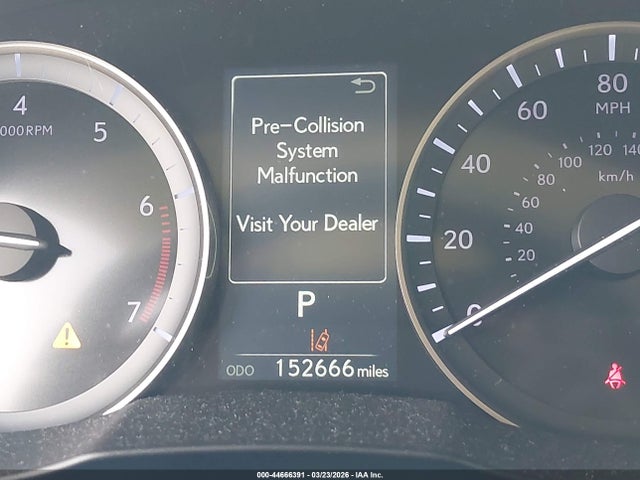 4
000RPM
5
6
7
Pre-Collision
System
Malfunction
Visit Your Dealer
P
ODO 152666 miles
80
MPH
60
40
20
0
120
100
80
60
40
20
km/h
000-44666391 - 03/23/2026 - IAA Inc.